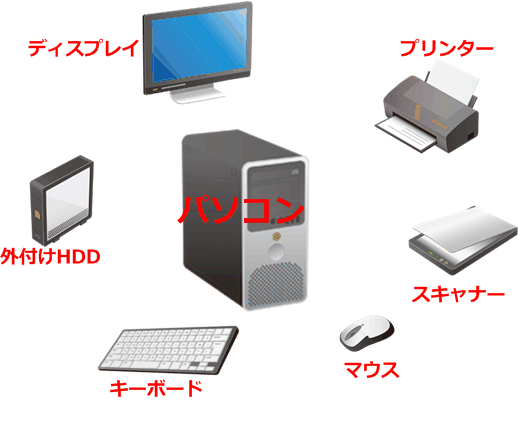 ディスプレイ
プリンター
パソコン
外付けHDD
スキャナー
マウス
キーボード